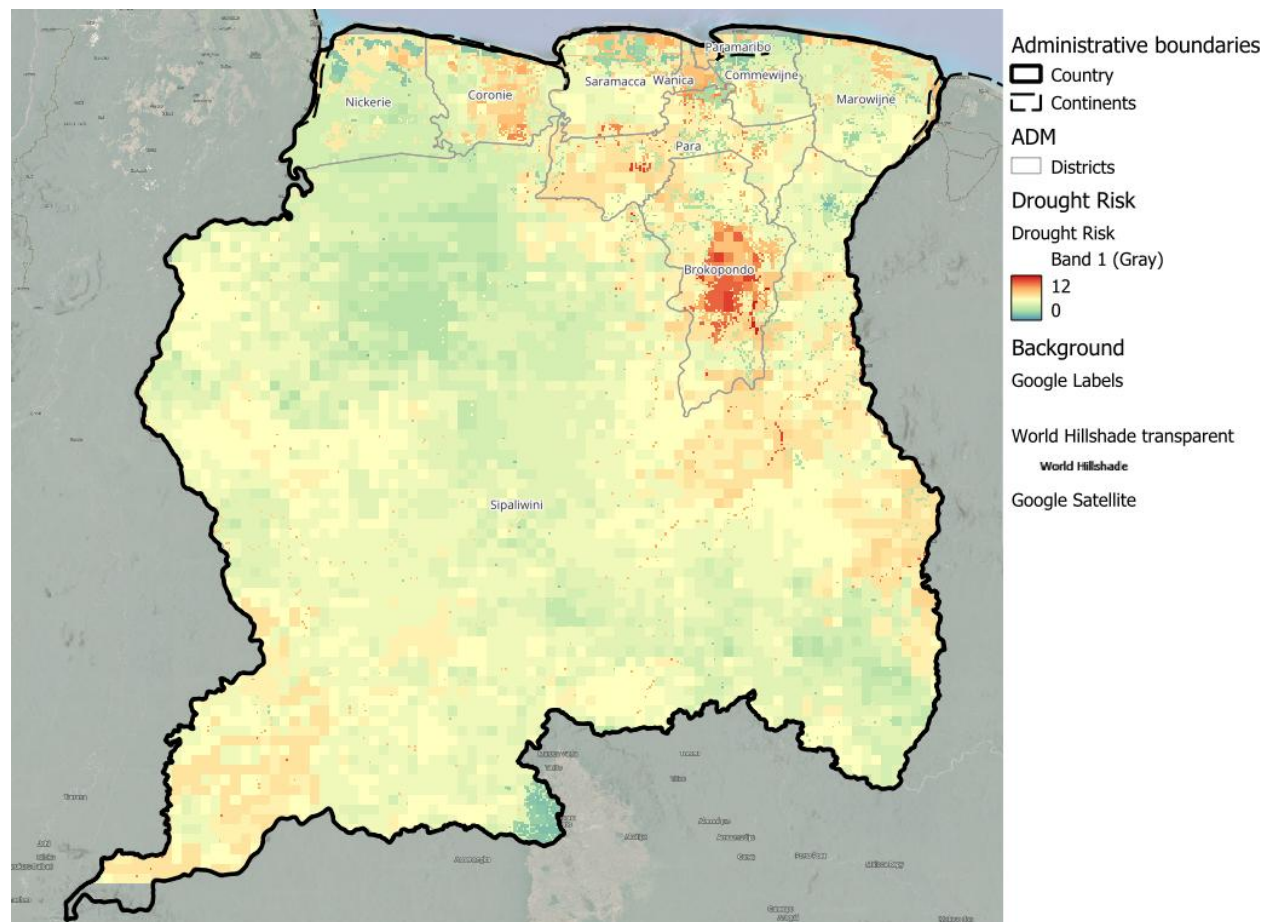 Paramaribo
Saramacca
Wanica
Commewijne
Nickerie
Coronie
Marowijne
Para
Brokopondo
Sipaliwini
Administrative boundaries
Country
Continents
ADM
Districts
Drought Risk
Drought Risk
Band 1 (Gray)
12
0
Background
Google Labels
World Hillshade transparent
World Hillshade
Google Satellite